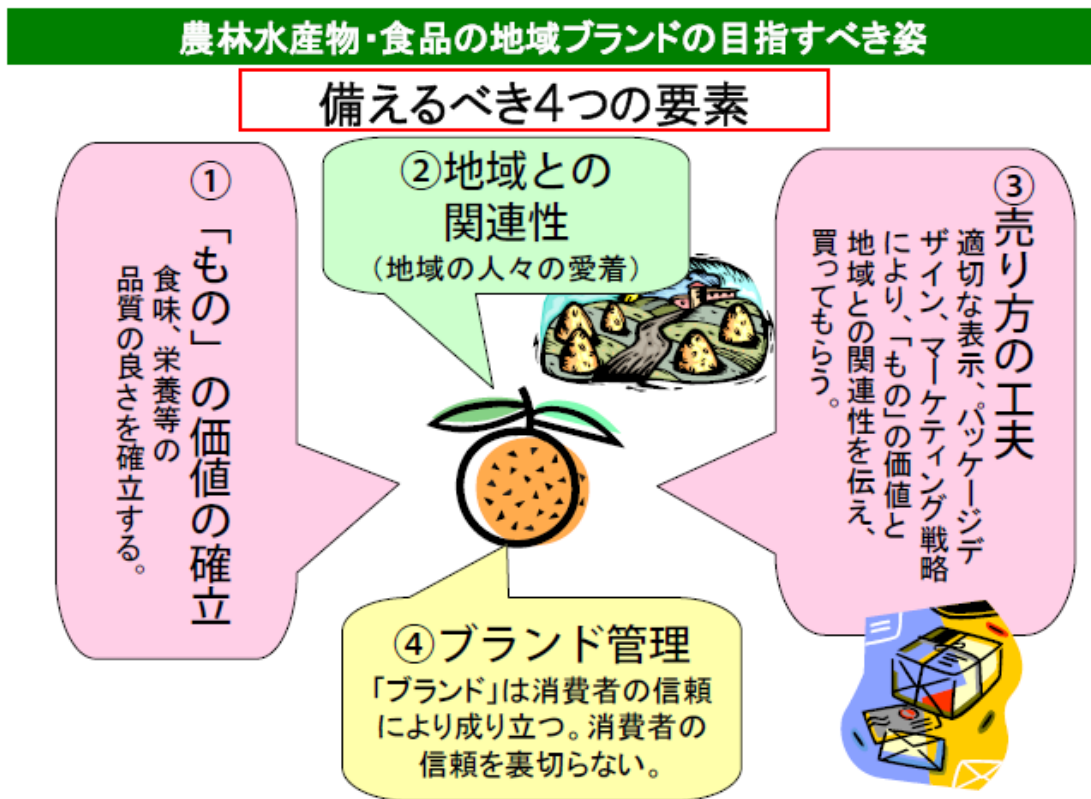 農林水産物・食品の地域ブランドの目指すべき姿
備えるべき4つの要素
①「もの」の価値の確立
食味、栄養等の
品質の良さを確立する。
②地域との
関連性
（地域の人々の愛着）
③売り方の工夫
適切な表示、パッケージデ
ザイン、マーケティング戦略
により、「もの」の価値と
地域との関連性を伝え、
買ってもらう。
④ブランド管理
「ブランド」は消費者の信頼
により成り立つ。消費者の
信頼を裏切らない。